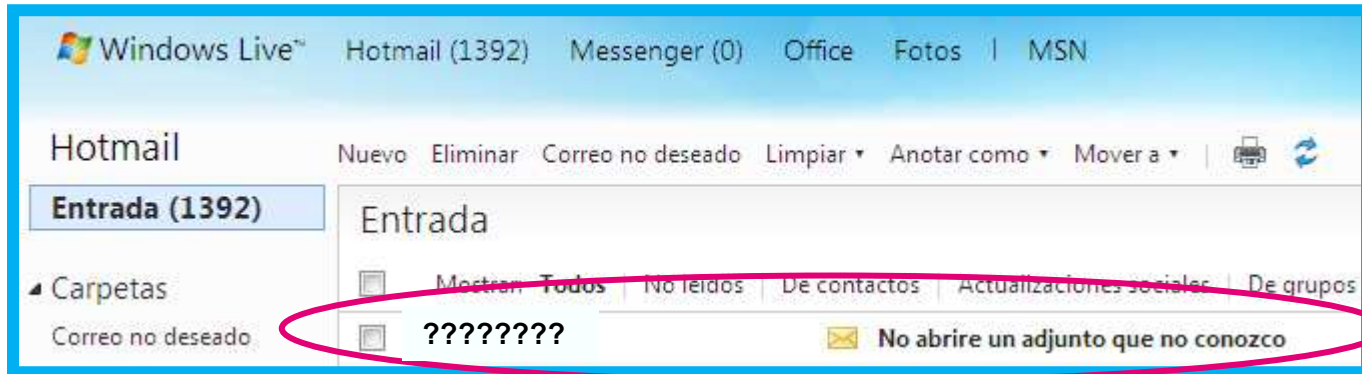 Windows Live™ Hotmail (1392) Messenger (0) Office Fotos | MSN
Hotmail
Nuevo Eliminar Correo no deseado Limpiar Anotar como Mover a
Entrada (1392)
Entrada
Carpetas
Mostrar: Todos | No leídos | De contactos | Actualizaciones sociales | De grupos
Correo no deseado
???????? No abrire un adjunto que no conozco